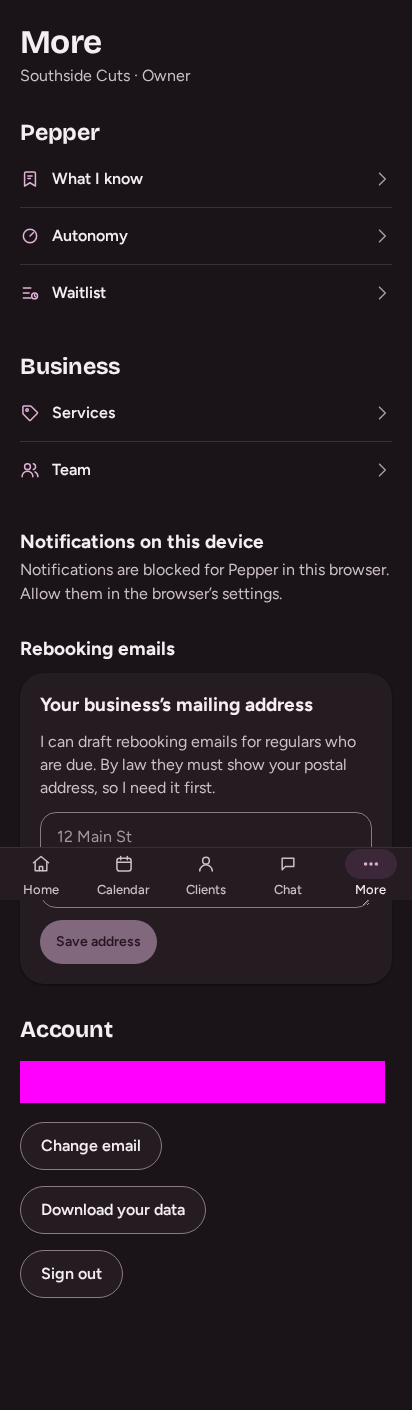 More
Southside Cuts · Owner
Pepper
What I know
Autonomy
Waitlist
Business
Services
Team
Notifications on this device
Notifications are blocked for Pepper in this browser.
Allow them in the browser’s settings.
Rebooking emails
Your business’s mailing address
I can draft rebooking emails for regulars who
are due. By law they must show your postal
address, so I need it first.
12 Main St
Home Calendar Clients Chat More
Save address
Account
Change email
Download your data
Sign out